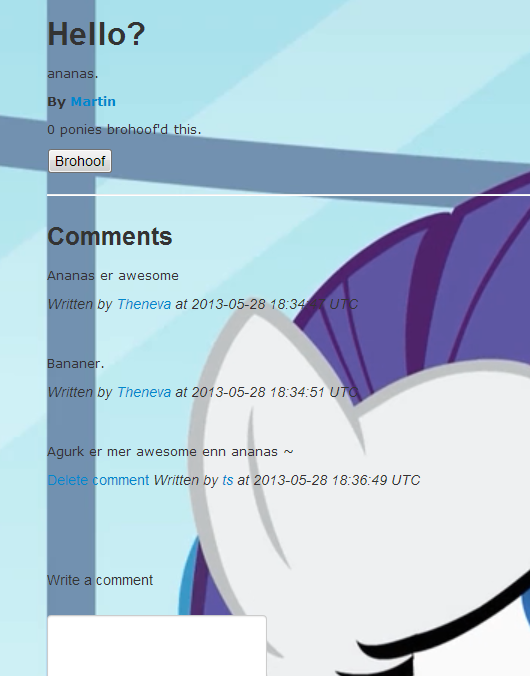 Hello?
ananas.
By Martin
0 ponies brohoof'd this.
Brohoof
Comments
Ananas er awesome
Written by Theneva at 2013-05-28 18:34 UTC
Bananer.
Written by Theneva at 2013-05-28 18:34:51 UTC
Agurk er mer awesome enn ananas ~
Delete comment Written by ts at 2013-05-28 18:36:49 UTC
Write a comment